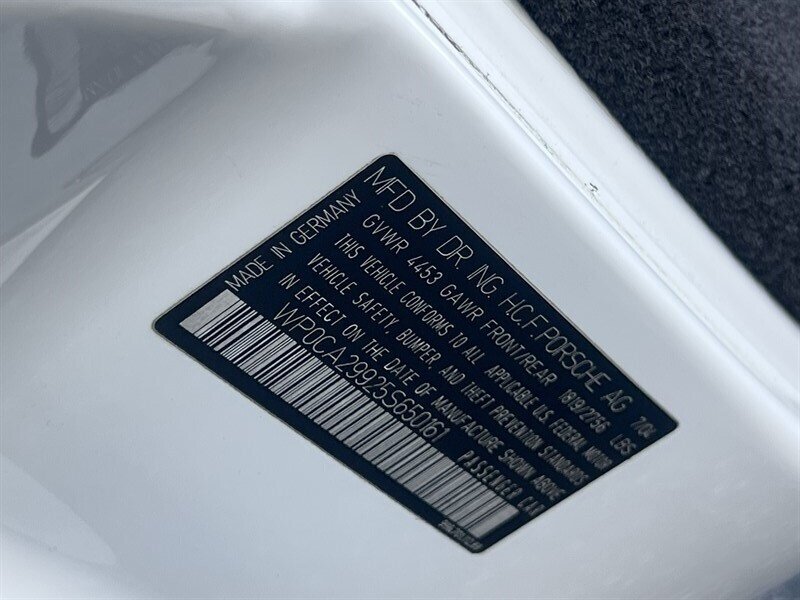 MFD BY DR. ING. H.C.F. PORSCHE AG 7/04
GVWR 4453 GAWR FRONT/REAR 1819/2736 LBS
THIS VEHICLE CONFORMS TO ALL APPLICABLE U.S. FEDERAL MOTOR
VEHICLE SAFETY, BUMPER AND THEFT PREVENTION STANDARDS
IN EFFECT ON THE DATE OF MANUFACTURE SHOWN ABOVE
WP0CA29925S650161 PASSENGER CAR
MADE IN GERMANY